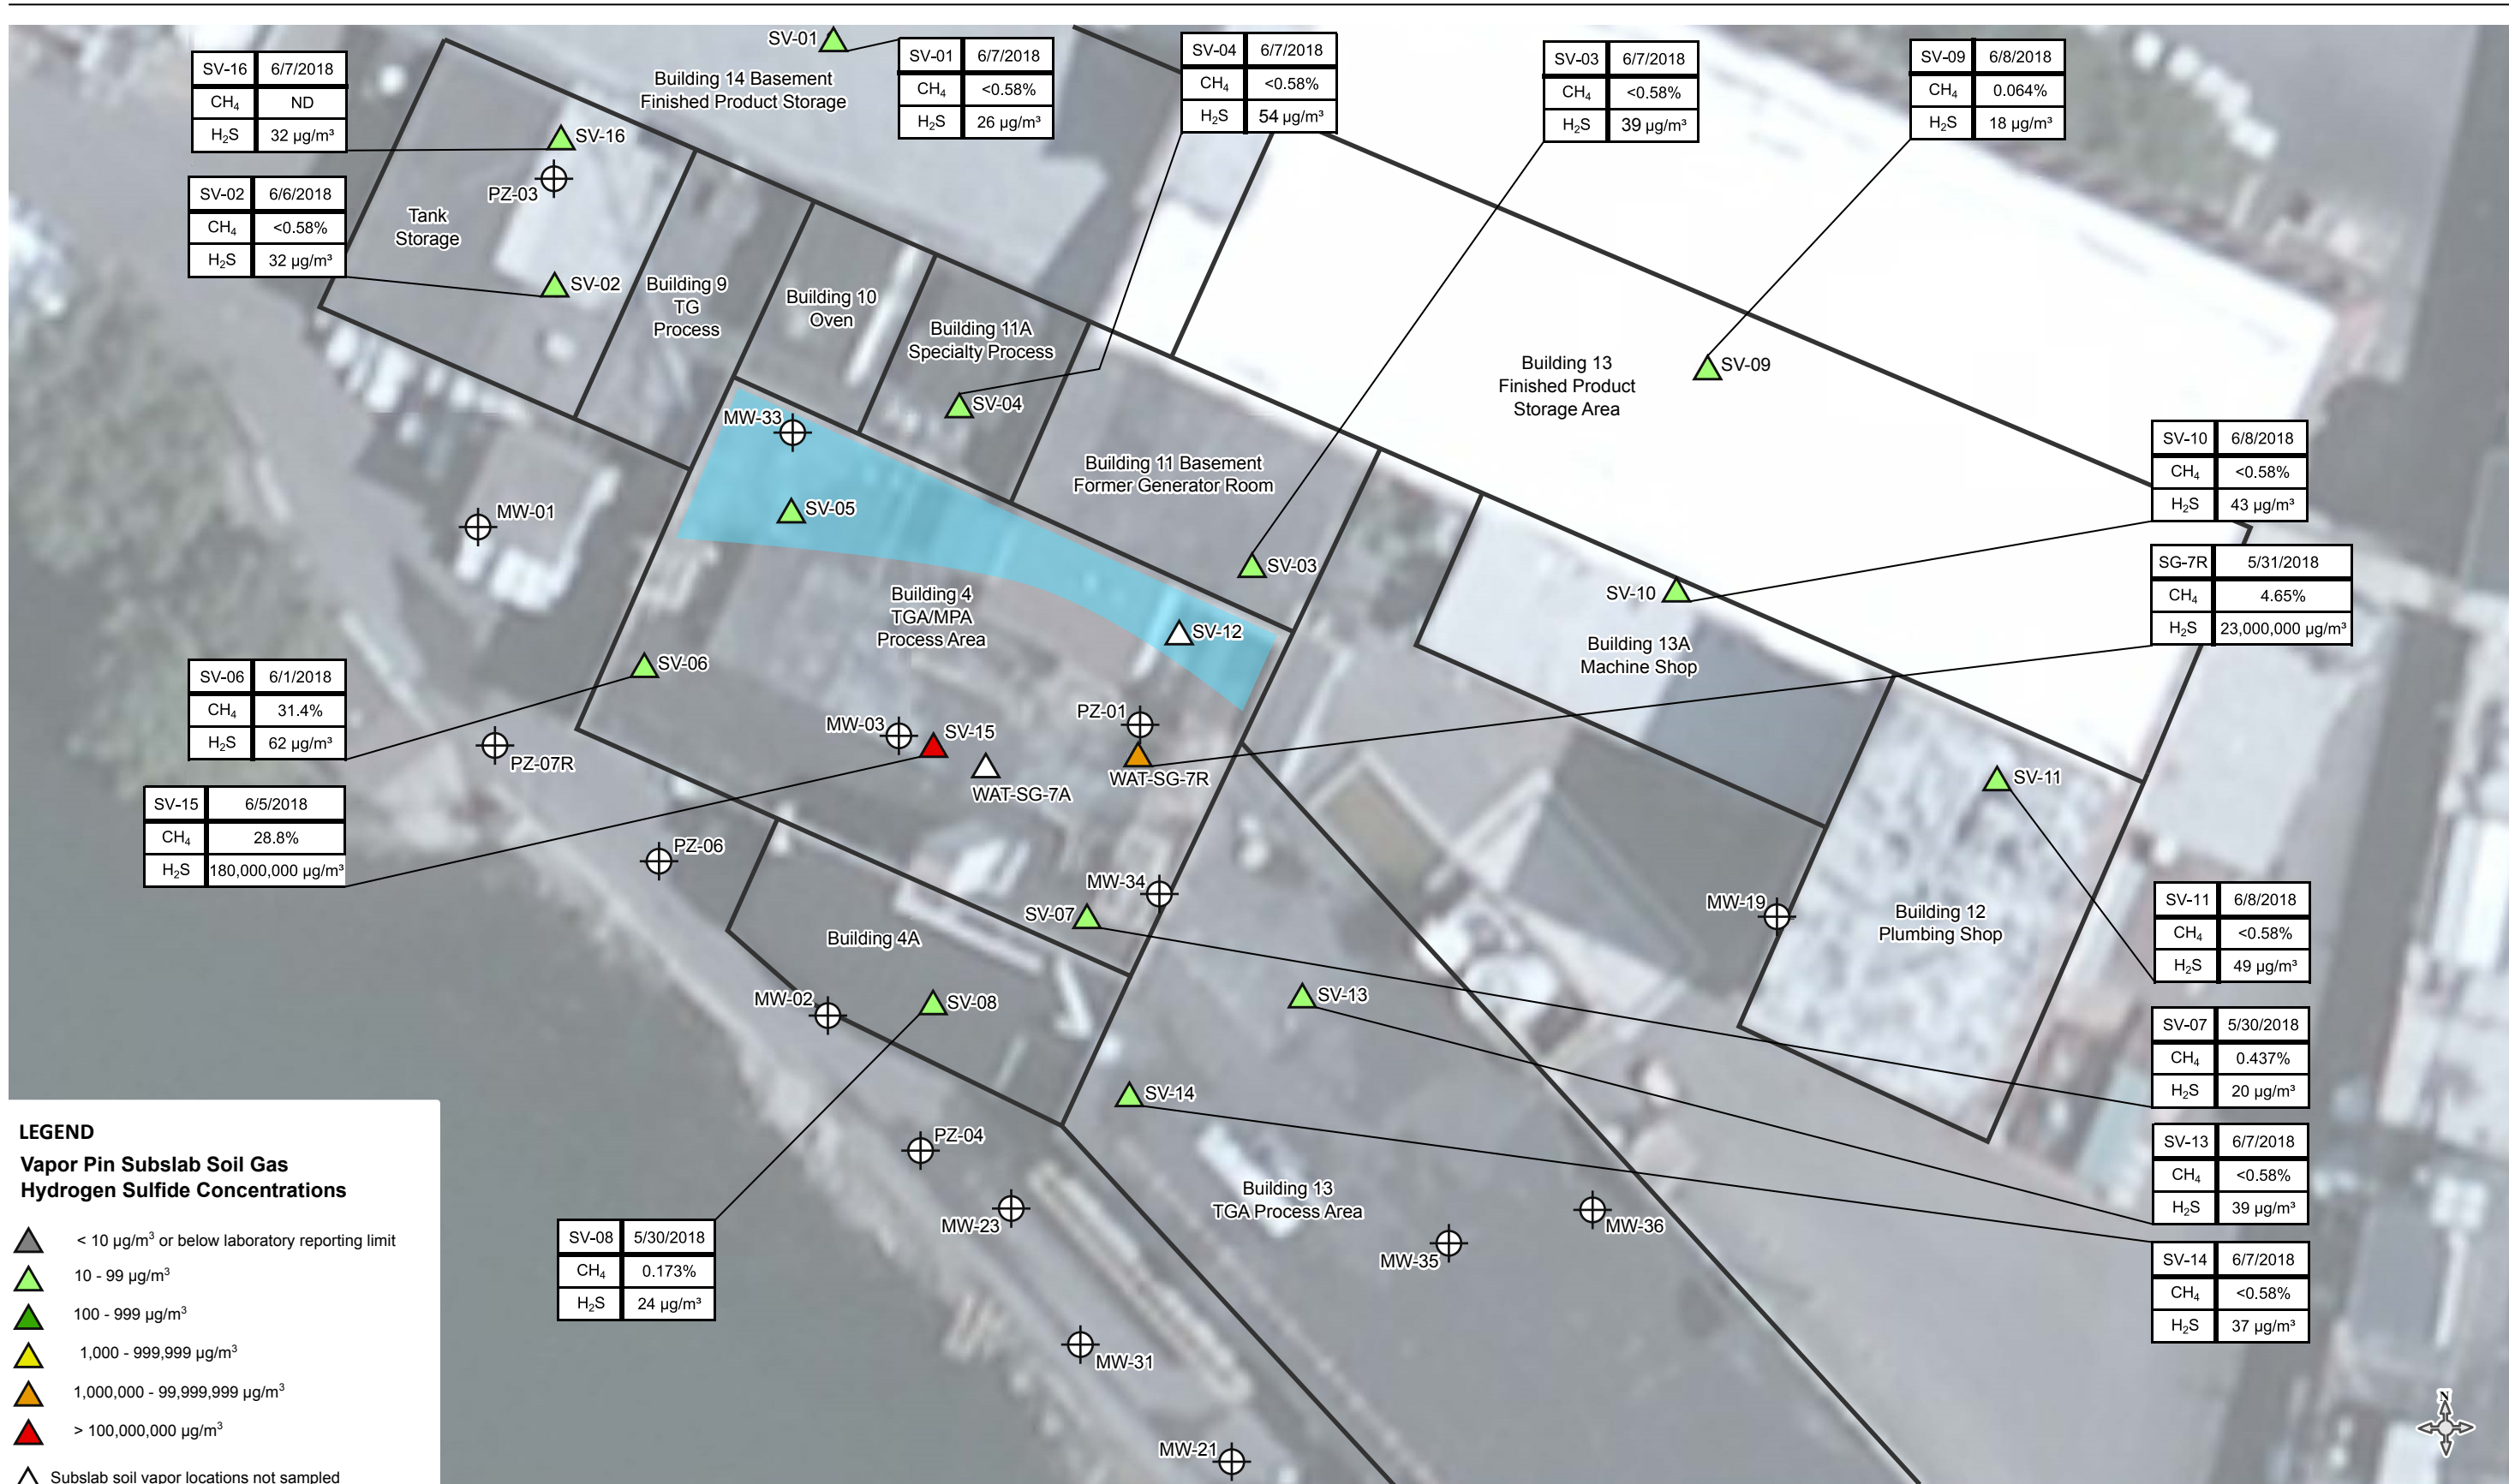 SV-16 6/7/2018
CH₄ ND
H₂S 32 µg/m³
SV-02 6/6/2018
CH₄ <0.58%
H₂S 32 µg/m³
SV-01
SV-01 6/7/2018
CH₄ <0.58%
H₂S 26 µg/m³
SV-04 6/7/2018
CH₄ <0.58%
H₂S 54 µg/m³
SV-03 6/7/2018
CH₄ <0.58%
H₂S 39 µg/m³
SV-09 6/8/2018
CH₄ 0.064%
H₂S 18 µg/m³
Building 14 Basement
Finished Product Storage
SV-16
PZ-03
Tank
Storage
SV-02
Building 9
TG
Process
Building 10
Oven
Building 11A
Specialty Process
SV-04
Building 13
Finished Product
Storage Area
SV-09
MW-33
SV-05
Building 11 Basement
Former Generator Room
SV-03
MW-01
SV-10 6/8/2018
CH₄ <0.58%
H₂S 43 µg/m³
SG-7R 5/31/2018
CH₄ 4.65%
H₂S 23,000,000 µg/m³
Building 4
TGA/MPA
Process Area
SV-12
SV-10
Building 13A
Machine Shop
SV-06
SV-06 6/1/2018
CH₄ 31.4%
H₂S 62 µg/m³
SV-15 6/5/2018
CH₄ 28.8%
H₂S 180,000,000 µg/m³
PZ-07R
MW-03
SV-15
WAT-SG-7A
PZ-01
WAT-SG-7R
SV-11
PZ-06
MW-34
SV-07
MW-19
Building 12
Plumbing Shop
Building 4A
MW-02
SV-08
SV-13
SV-11 6/8/2018
CH₄ <0.58%
H₂S 49 µg/m³
SV-07 5/30/2018
CH₄ 0.437%
H₂S 20 µg/m³
SV-13 6/7/2018
CH₄ <0.58%
H₂S 39 µg/m³
SV-14 6/7/2018
CH₄ <0.58%
H₂S 37 µg/m³
SV-14
PZ-04
MW-23
Building 13
TGA Process Area
MW-36
MW-35
SV-08 5/30/2018
CH₄ 0.173%
H₂S 24 µg/m³
MW-31
MW-21
N
LEGEND
Vapor Pin Subslab Soil Gas
Hydrogen Sulfide Concentrations
< 10 µg/m³ or below laboratory reporting limit
10 - 99 µg/m³
100 - 999 µg/m³
1,000 - 999,999 µg/m³
1,000,000 - 99,999,999 µg/m³
> 100,000,000 µg/m³
Subslab soil vapor locations not sampled